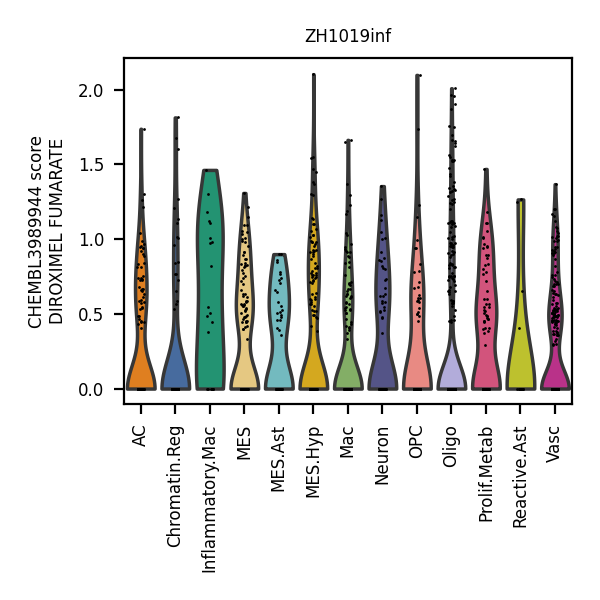 ZH1019inf
CHEMBL3989944 score
DIROXIMEL FUMARATE
2.0
1.5
1.0
0.5
0.0
AC
Chromatin.Reg
Inflammatory.Mac
MES
MES.Ast
MES.Hyp
Mac
Neuron
OPC
Oligo
Prolif.Metab
Reactive.Ast
Vasc